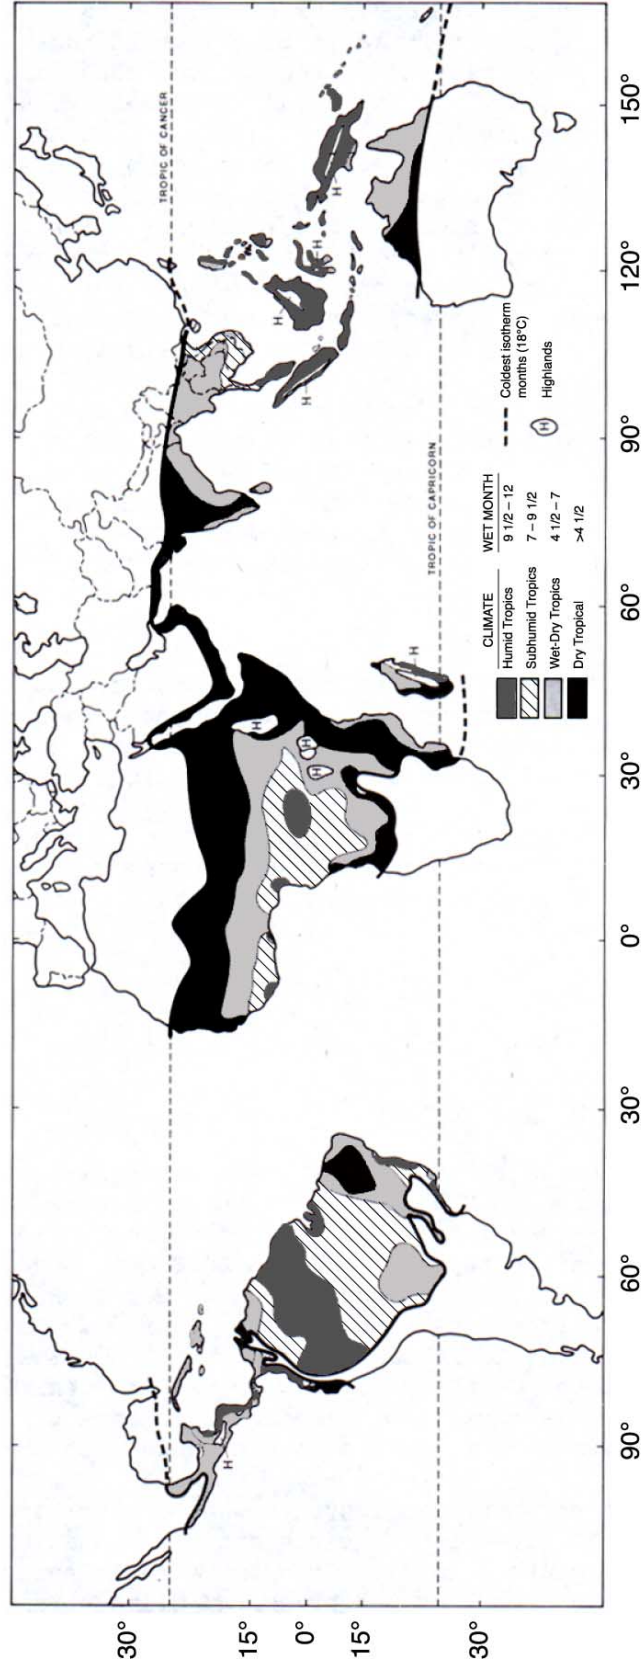 TROPIC OF CANCER
TROPIC OF CAPRICORN
H
H
H
H
H
H
H
H
H
CLIMATE WET MONTH
Humid Tropics 9 1/2 – 12
Subhumid Tropics 7 – 9 1/2
Wet-Dry Tropics 4 1/2 – 7
Dry Tropical >4 1/2
Coldest isotherm
months (18°C)
H Highlands
30°
15°
0°
15°
30°
90° 60° 30° 0° 30° 60° 90° 120° 150°